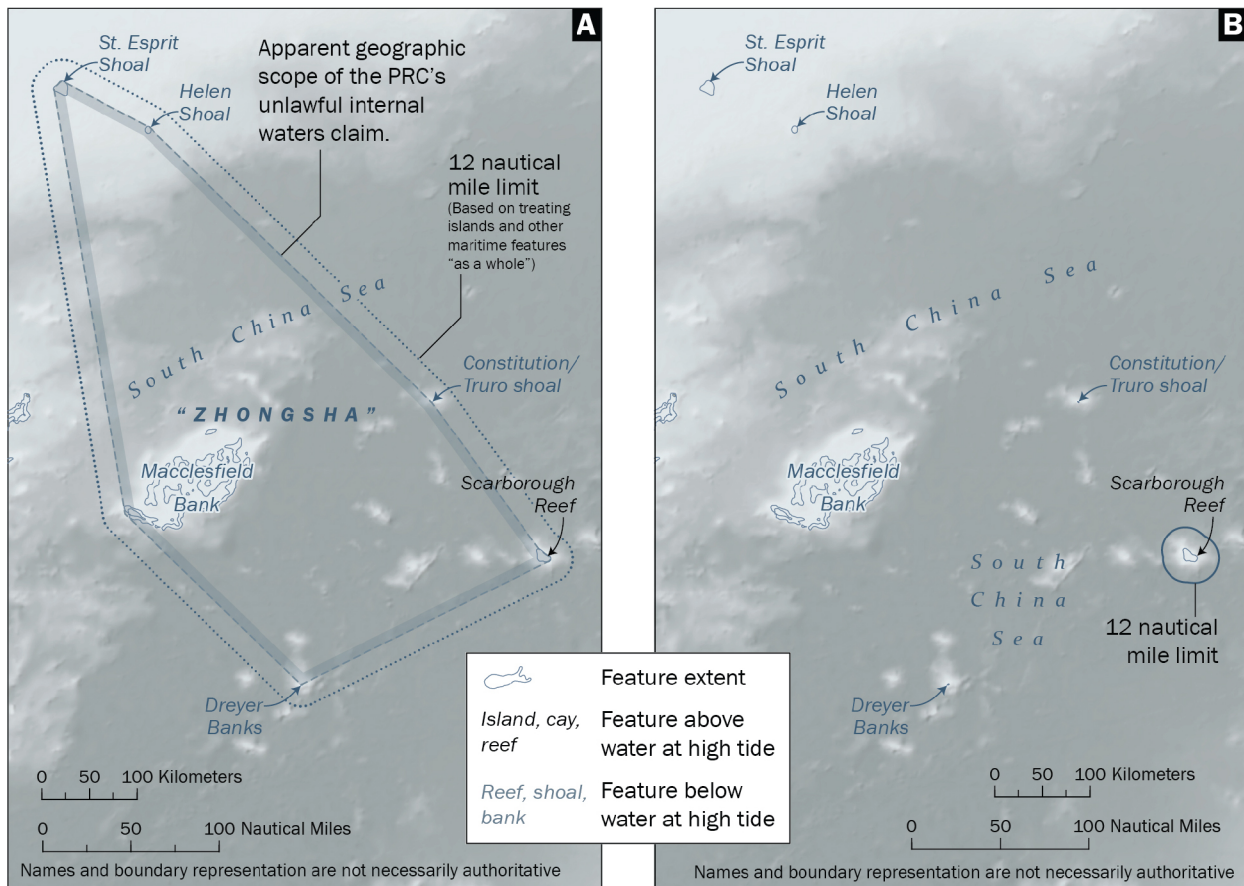 A
St. Esprit
Shoal
Helen
Shoal
Apparent geographic
scope of the PRC's
unlawful internal
waters claim.
12 nautical
mile limit
(Based on treating
islands and other
maritime features
"as a whole")
South China Sea
Constitution/
Truro shoal
"ZHONGSHA"
Macclesfield
Bank
Scarborough
Reef
Dreyer
Banks
0 50 100 Kilometers
0 50 100 Nautical Miles
Names and boundary representation are not necessarily authoritative
Feature extent
Island, cay,
reef
Feature above
water at high tide
Reef, shoal,
bank
Feature below
water at high tide
B
St. Esprit
Shoal
Helen
Shoal
South China Sea
Constitution/
Truro shoal
Macclesfield
Bank
Scarborough
Reef
South
China
Sea
12 nautical
mile limit
Dreyer
Banks
0 50 100 Kilometers
0 50 100 Nautical Miles
Names and boundary representation are not necessarily authoritative